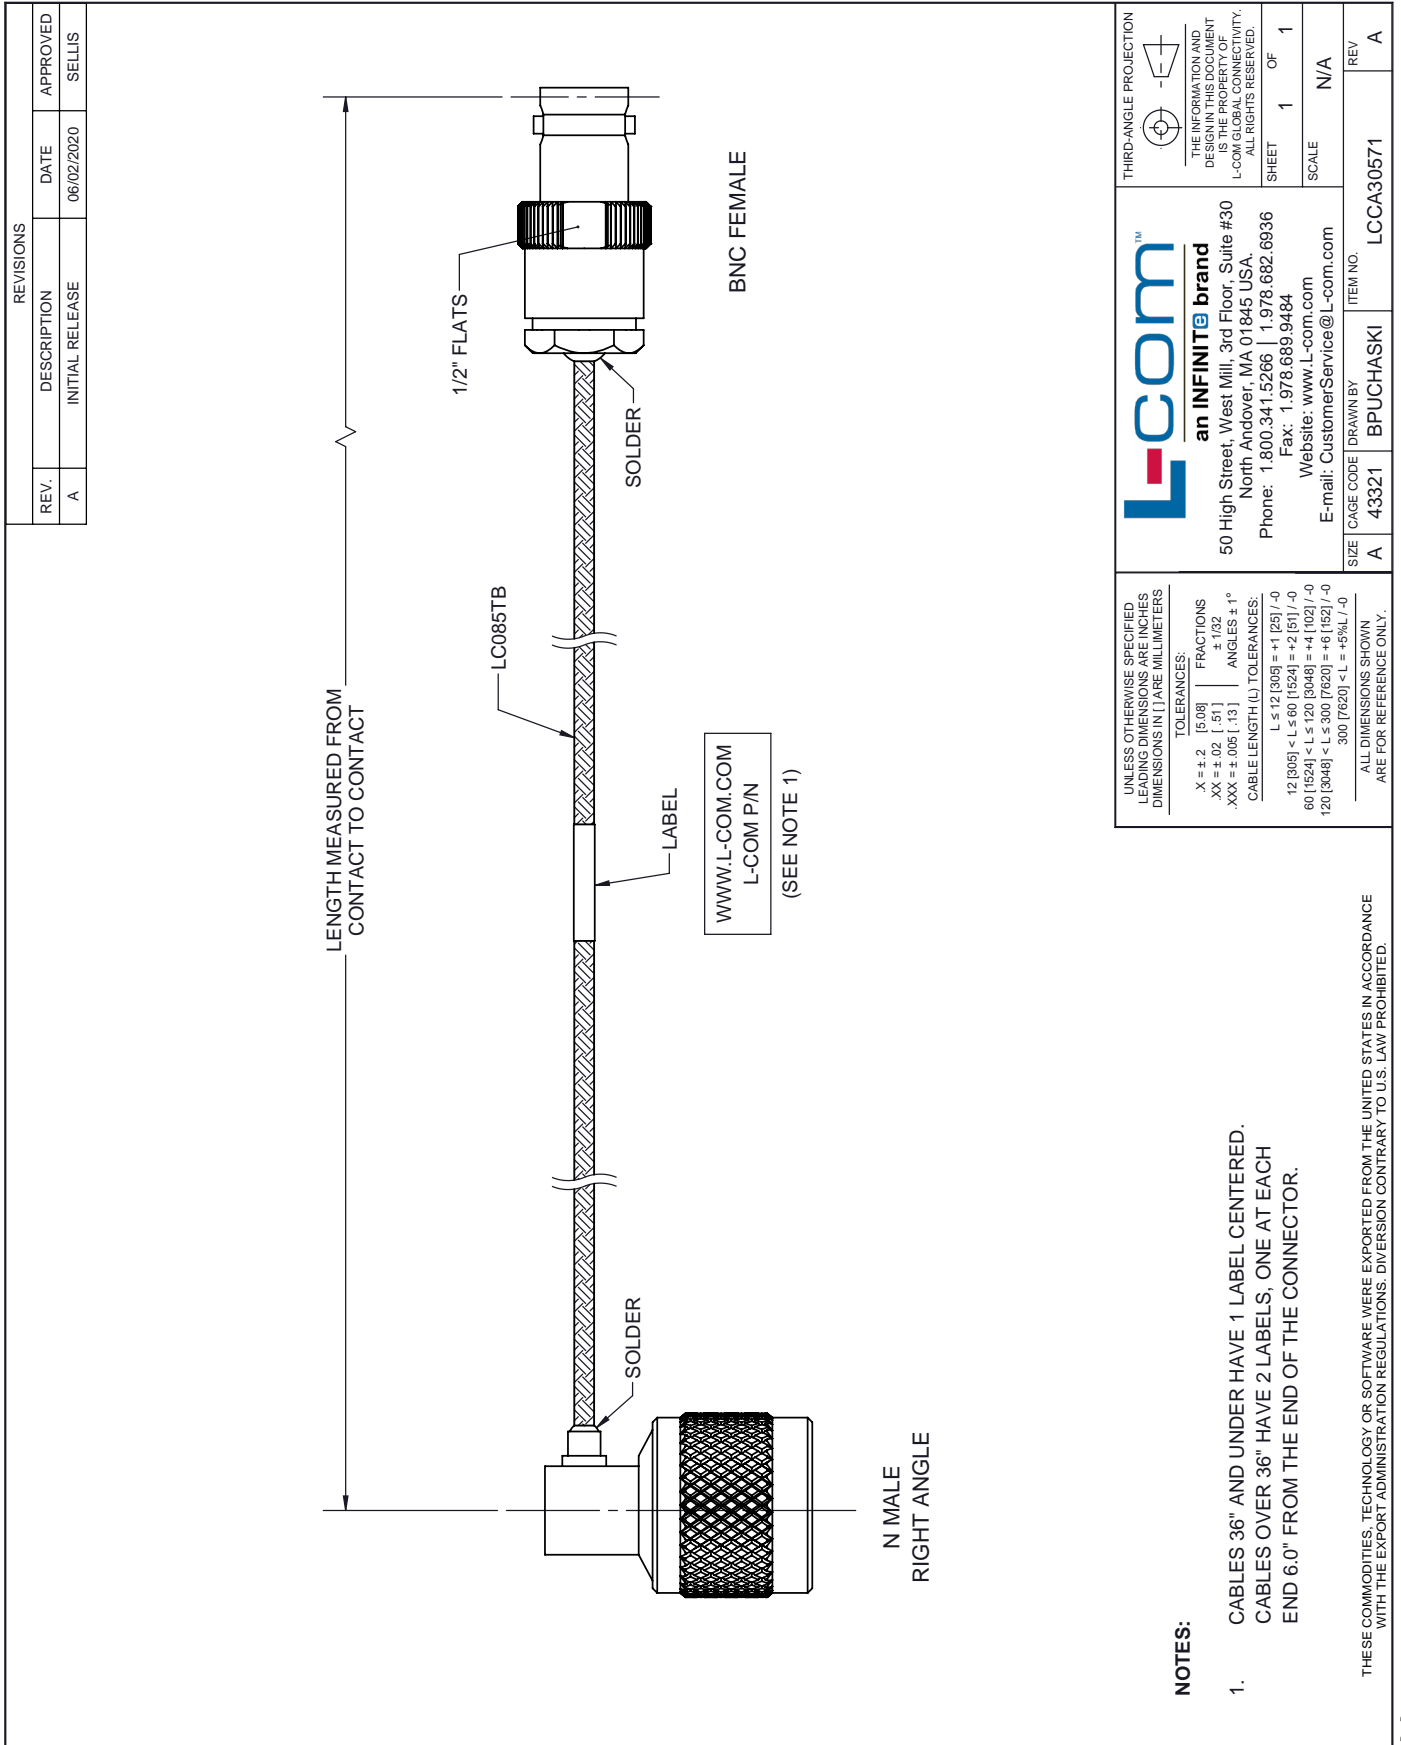 REVISIONS
REV. DESCRIPTION DATE APPROVED
A INITIAL RELEASE 06/02/2020 SELLIS
LENGTH MEASURED FROM
CONTACT TO CONTACT
1/2" FLATS
LC085TB
SOLDER
SOLDER
BNC FEMALE
LABEL
WWW.L-COM.COM
L-COM P/N
(SEE NOTE 1)
N MALE
RIGHT ANGLE
NOTES:
1. CABLES 36" AND UNDER HAVE 1 LABEL CENTERED.
CABLES OVER 36" HAVE 2 LABELS, ONE AT EACH
END 6.0" FROM THE END OF THE CONNECTOR.
THESE COMMODITIES, TECHNOLOGY OR SOFTWARE WERE EXPORTED FROM THE UNITED STATES IN ACCORDANCE
WITH THE EXPORT ADMINISTRATION REGULATIONS. DIVERSION CONTRARY TO U.S. LAW PROHIBITED.
UNLESS OTHERWISE SPECIFIED
LEADING DIMENSIONS ARE INCHES
DIMENSIONS IN [ ] ARE MILLIMETERS
TOLERANCES:
.X = ± .2 [5.08] FRACTIONS
.XX = ± .02 [ .51 ] ± 1/32
.XXX = ± .005 [ .13 ] ANGLES ± 1°
CABLE LENGTH (L) TOLERANCES:
L ≤ 12 [305] = +1 [25] / -0
12 [305] < L ≤ 60 [1524] = +2 [51] / -0
60 [1524] < L ≤ 120 [3048] = +4 [102] / -0
120 [3048] < L ≤ 300 [7620] = +6 [152] / -0
300 [7620] < L = +5%L / -0
ALL DIMENSIONS SHOWN
ARE FOR REFERENCE ONLY.
L-com™
an INFINITe brand
50 High Street, West Mill, 3rd Floor, Suite #30
North Andover, MA 01845 USA.
Phone: 1.800.341.5266 | 1.978.682.6936
Fax: 1.978.689.9484
Website: www.L-com.com
E-mail: CustomerService@L-com.com
THIRD-ANGLE PROJECTION
THE INFORMATION AND
DESIGN IN THIS DOCUMENT
IS THE PROPERTY OF
L-COM GLOBAL CONNECTIVITY.
ALL RIGHTS RESERVED.
SHEET 1 OF 1
SCALE N/A
SIZE A
CAGE CODE 43321
DRAWN BY BPUCHASKI
ITEM NO. LCCA30571
REV A